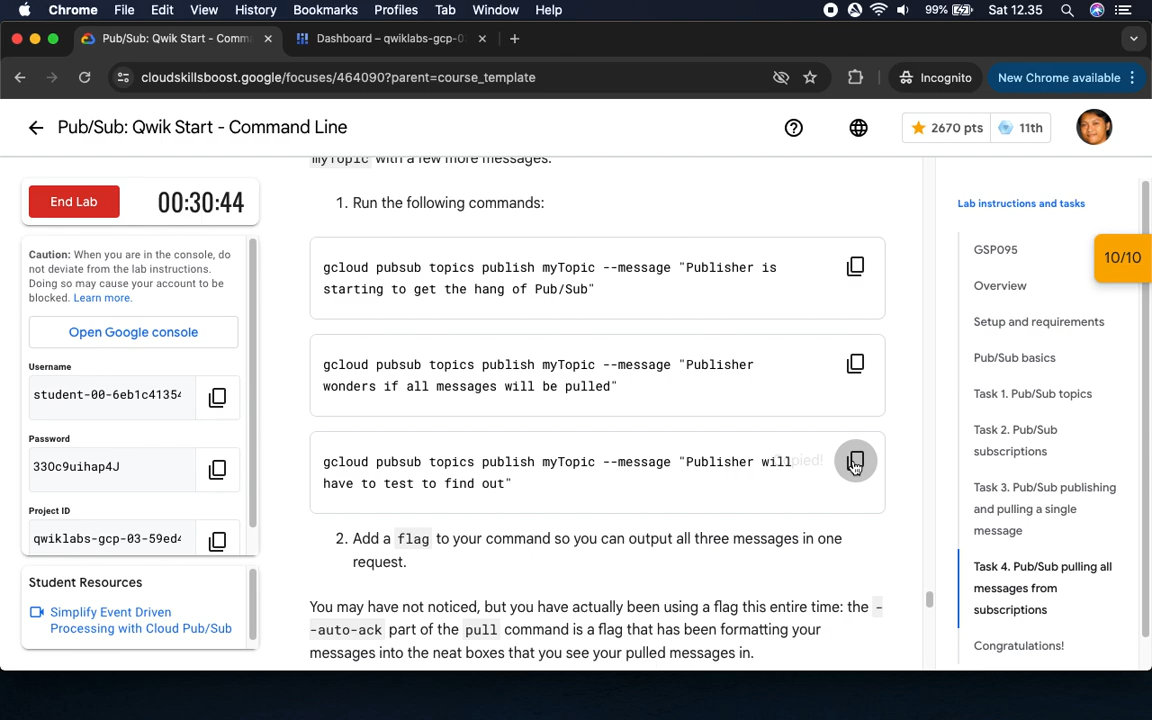 Chrome File Edit View History Bookmarks Profiles Tab Window Help 99% Sat 12.35
Pub/Sub: Qwik Start - Comma
Dashboard – qwiklabs-gcp-0
cloudskillsboost.google/focuses/464090?parent=course_template
Incognito
New Chrome available
Pub/Sub: Qwik Start - Command Line
2670 pts
11th
End Lab
00:30:44
Caution: When you are in the console, do
not deviate from the lab instructions.
Doing so may cause your account to be
blocked. Learn more.
Open Google console
Username
student-00-6eb1c41354
Password
33Oc9uihap4J
Project ID
qwiklabs-gcp-03-59ed4
Student Resources
Simplify Event Driven
Processing with Cloud Pub/Sub
myTopic with a few more messages.
1. Run the following commands:
gcloud pubsub topics publish myTopic --message "Publisher is
starting to get the hang of Pub/Sub"
gcloud pubsub topics publish myTopic --message "Publisher
wonders if all messages will be pulled"
gcloud pubsub topics publish myTopic --message "Publisher will
have to test to find out"
Copied!
2. Add a flag to your command so you can output all three messages in one
request.
You may have not noticed, but you have actually been using a flag this entire time: the -
-auto-ack part of the pull command is a flag that has been formatting your
messages into the neat boxes that you see your pulled messages in.
Lab instructions and tasks
GSP095
10/10
Overview
Setup and requirements
Pub/Sub basics
Task 1. Pub/Sub topics
Task 2. Pub/Sub
subscriptions
Task 3. Pub/Sub publishing
and pulling a single
message
Task 4. Pub/Sub pulling all
messages from
subscriptions
Congratulations!